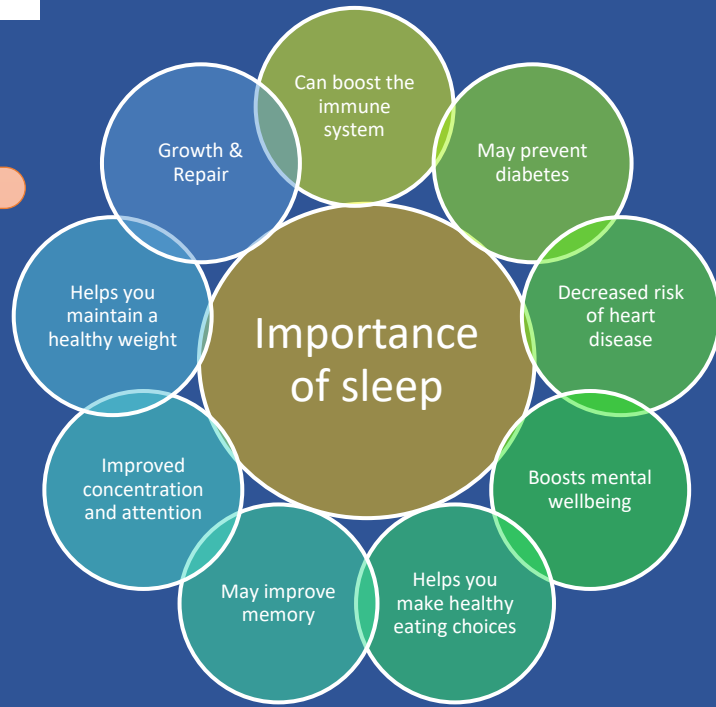 Importance
of sleep
Can boost the
immune
system
May prevent
diabetes
Decreased risk
of heart
disease
Boosts mental
wellbeing
Helps you
make healthy
eating choices
May improve
memory
Improved
concentration
and attention
Helps you
maintain a
healthy weight
Growth &
Repair